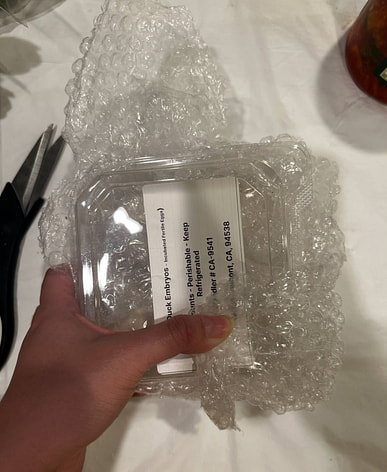 Duck Embryos - (Incubated Fertile Eggs)
- Perishable - Keep
Refrigerated
# CA-9541
CA, 94538